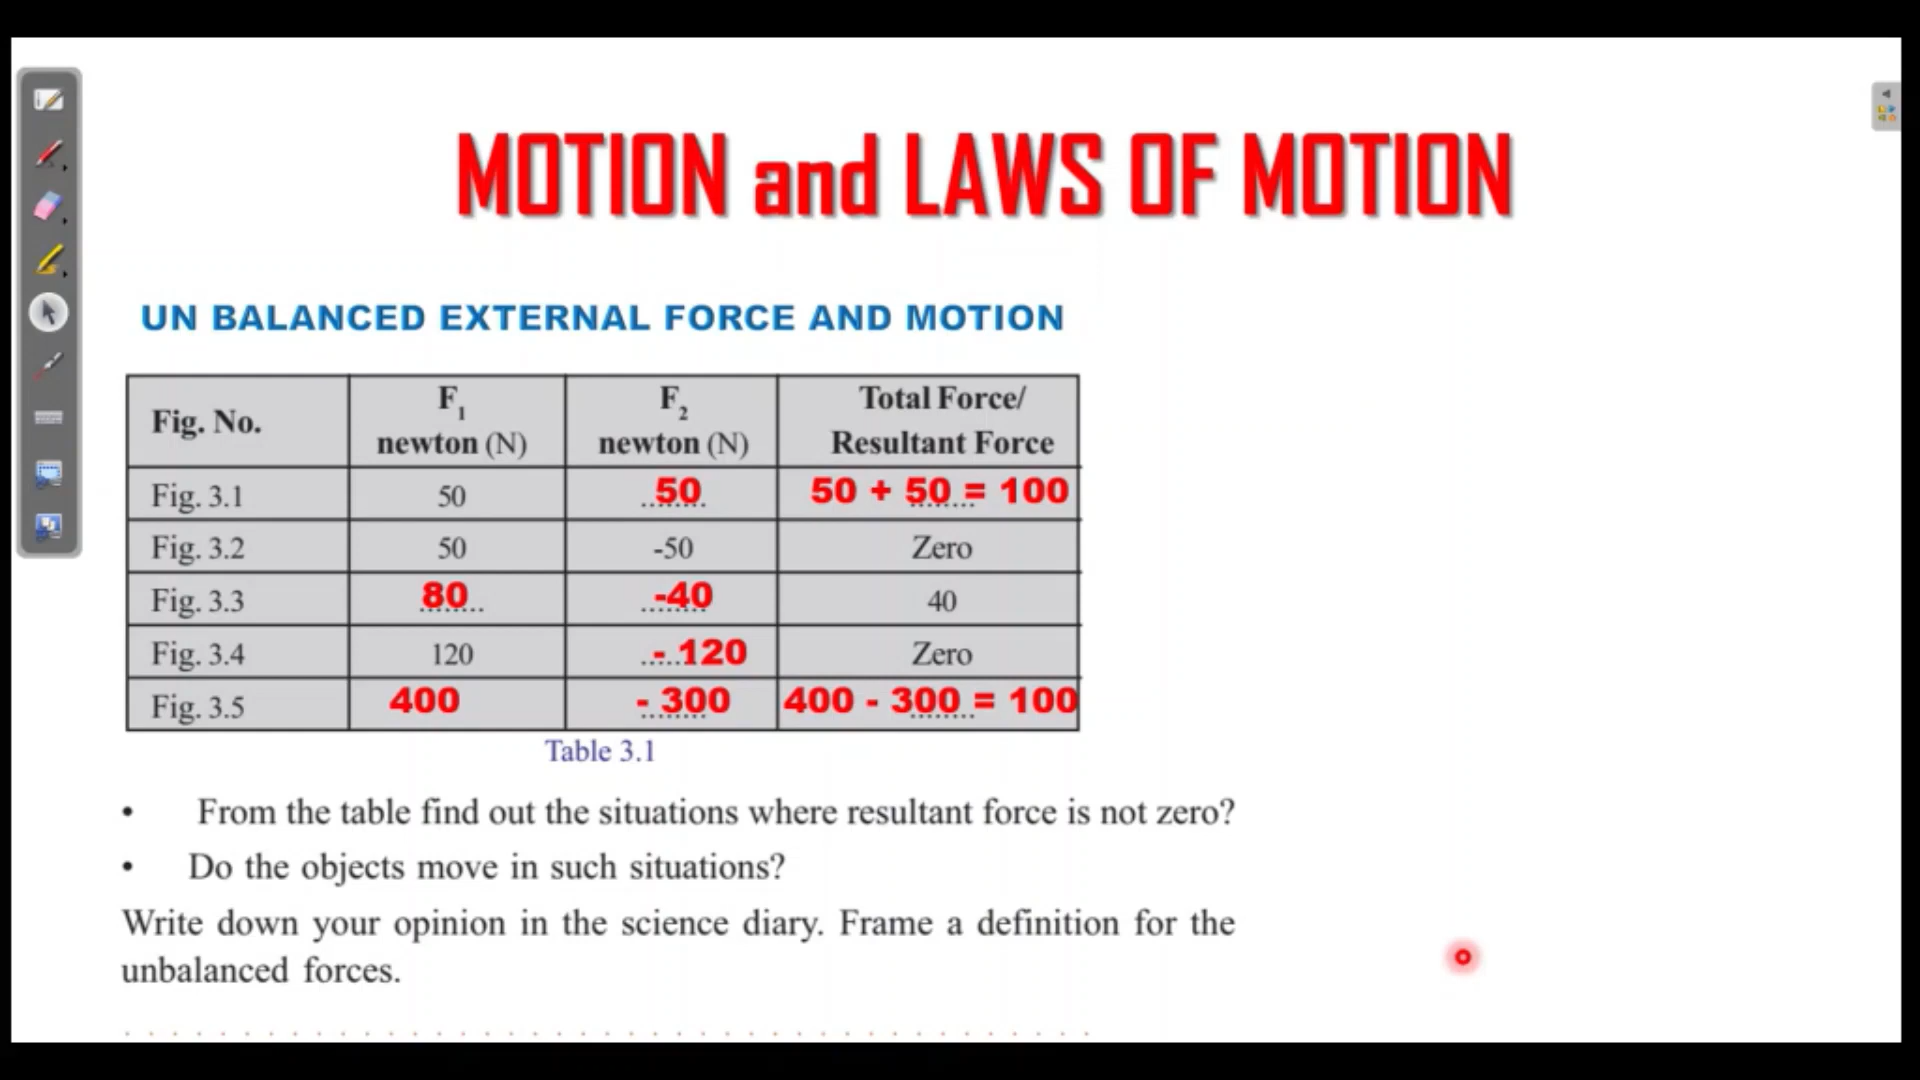 MOTION and LAWS OF MOTION
UN BALANCED EXTERNAL FORCE AND MOTION
Fig. No. F1 newton (N) F2 newton (N) Total Force/ Resultant Force
Fig. 3.1 50 50 50 + 50 = 100
Fig. 3.2 50 -50 Zero
Fig. 3.3 80 -40 40
Fig. 3.4 120 - 120 Zero
Fig. 3.5 400 - 300 400 - 300 = 100
Table 3.1
• From the table find out the situations where resultant force is not zero?
• Do the objects move in such situations?
Write down your opinion in the science diary. Frame a definition for the
unbalanced forces.